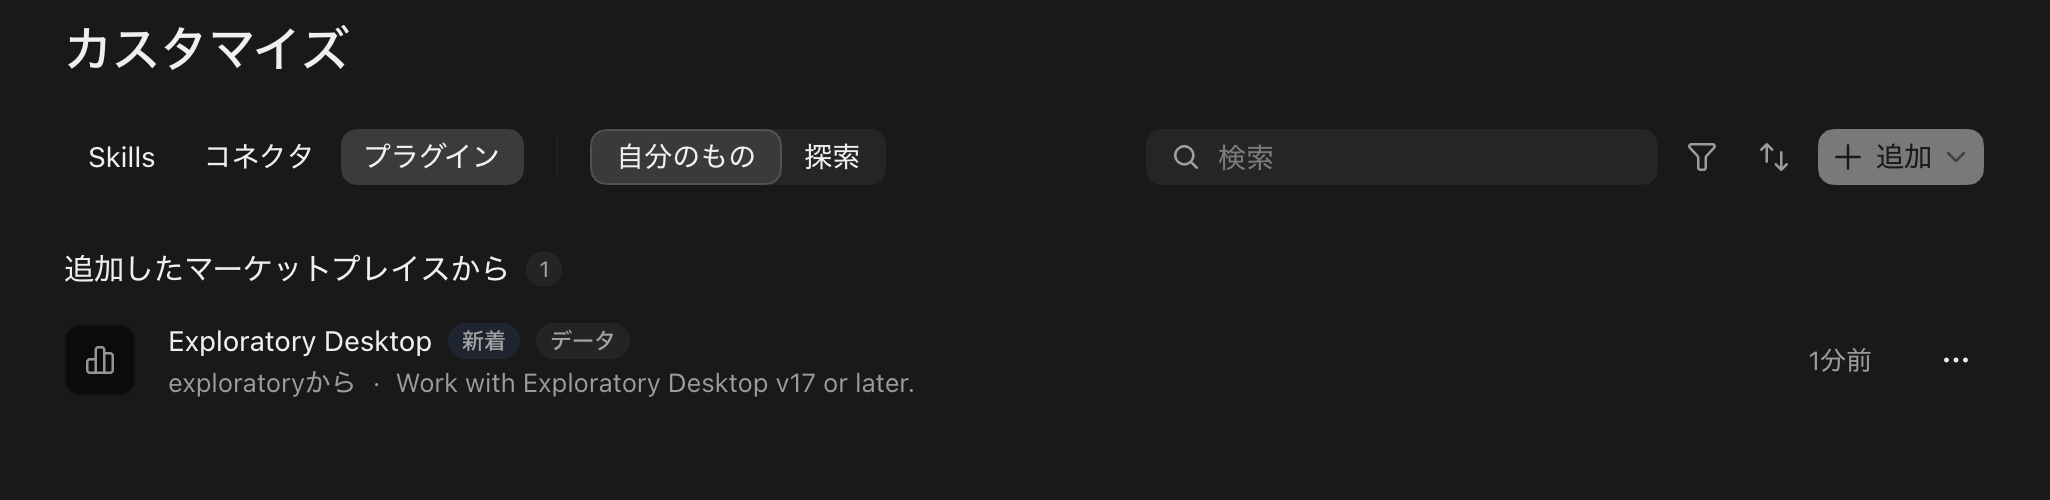 カスタマイズ
Skills コネクタ プラグイン 自分のもの 探索 検索 追加
追加したマーケットプレイスから 1
Exploratory Desktop 新着 データ
exploratoryから · Work with Exploratory Desktop v17 or later.
1分前